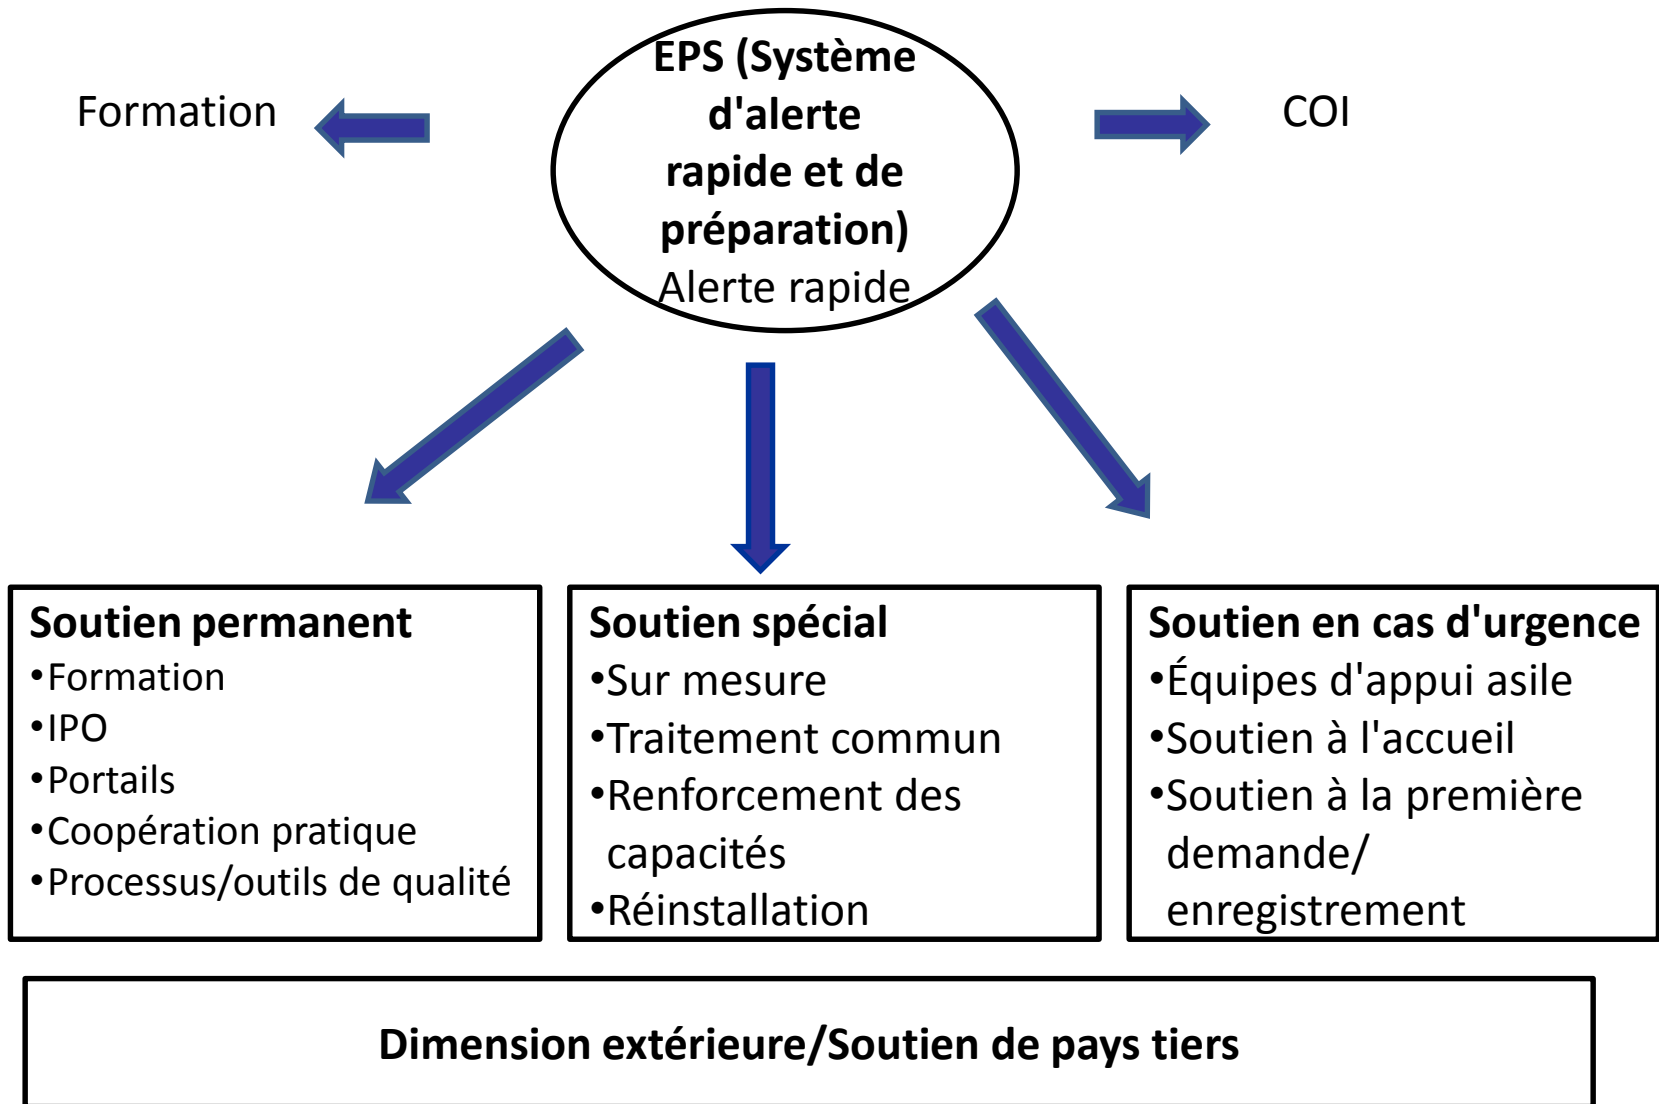 EPS (Système
d'alerte
rapide et de
préparation)
Alerte rapide
Formation
COI
Soutien permanent
•Formation
•IPO
•Portails
•Coopération pratique
•Processus/outils de qualité
Soutien spécial
•Sur mesure
•Traitement commun
•Renforcement des
capacités
•Réinstallation
Soutien en cas d'urgence
•Équipes d'appui asile
•Soutien à l'accueil
•Soutien à la première
demande/
enregistrement
Dimension extérieure/Soutien de pays tiers